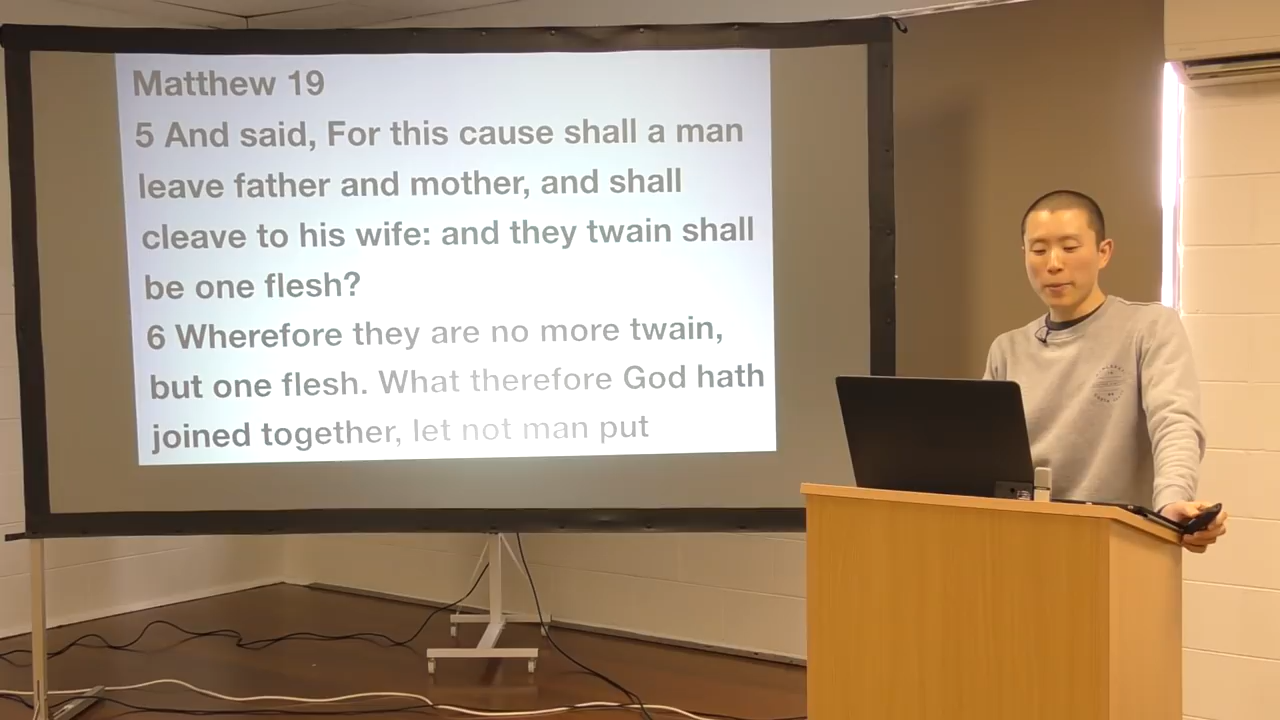 Matthew 19
5 And said, For this cause shall a man
leave father and mother, and shall
cleave to his wife: and they twain shall
be one flesh?
6 Wherefore they are no more twain,
but one flesh. What therefore God hath
joined together, let not man put